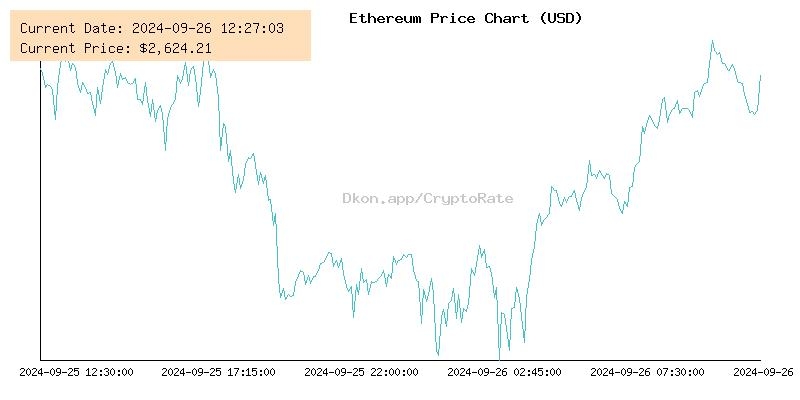 Ethereum Price Chart (USD)
Current Date: 2024-09-26 12:27:03
Current Price: $2,624.21
Dkon.app/CryptoRate
2024-09-25 12:30:00 2024-09-25 17:15:00 2024-09-25 22:00:00 2024-09-26 02:45:00 2024-09-26 07:30:00 2024-09-26